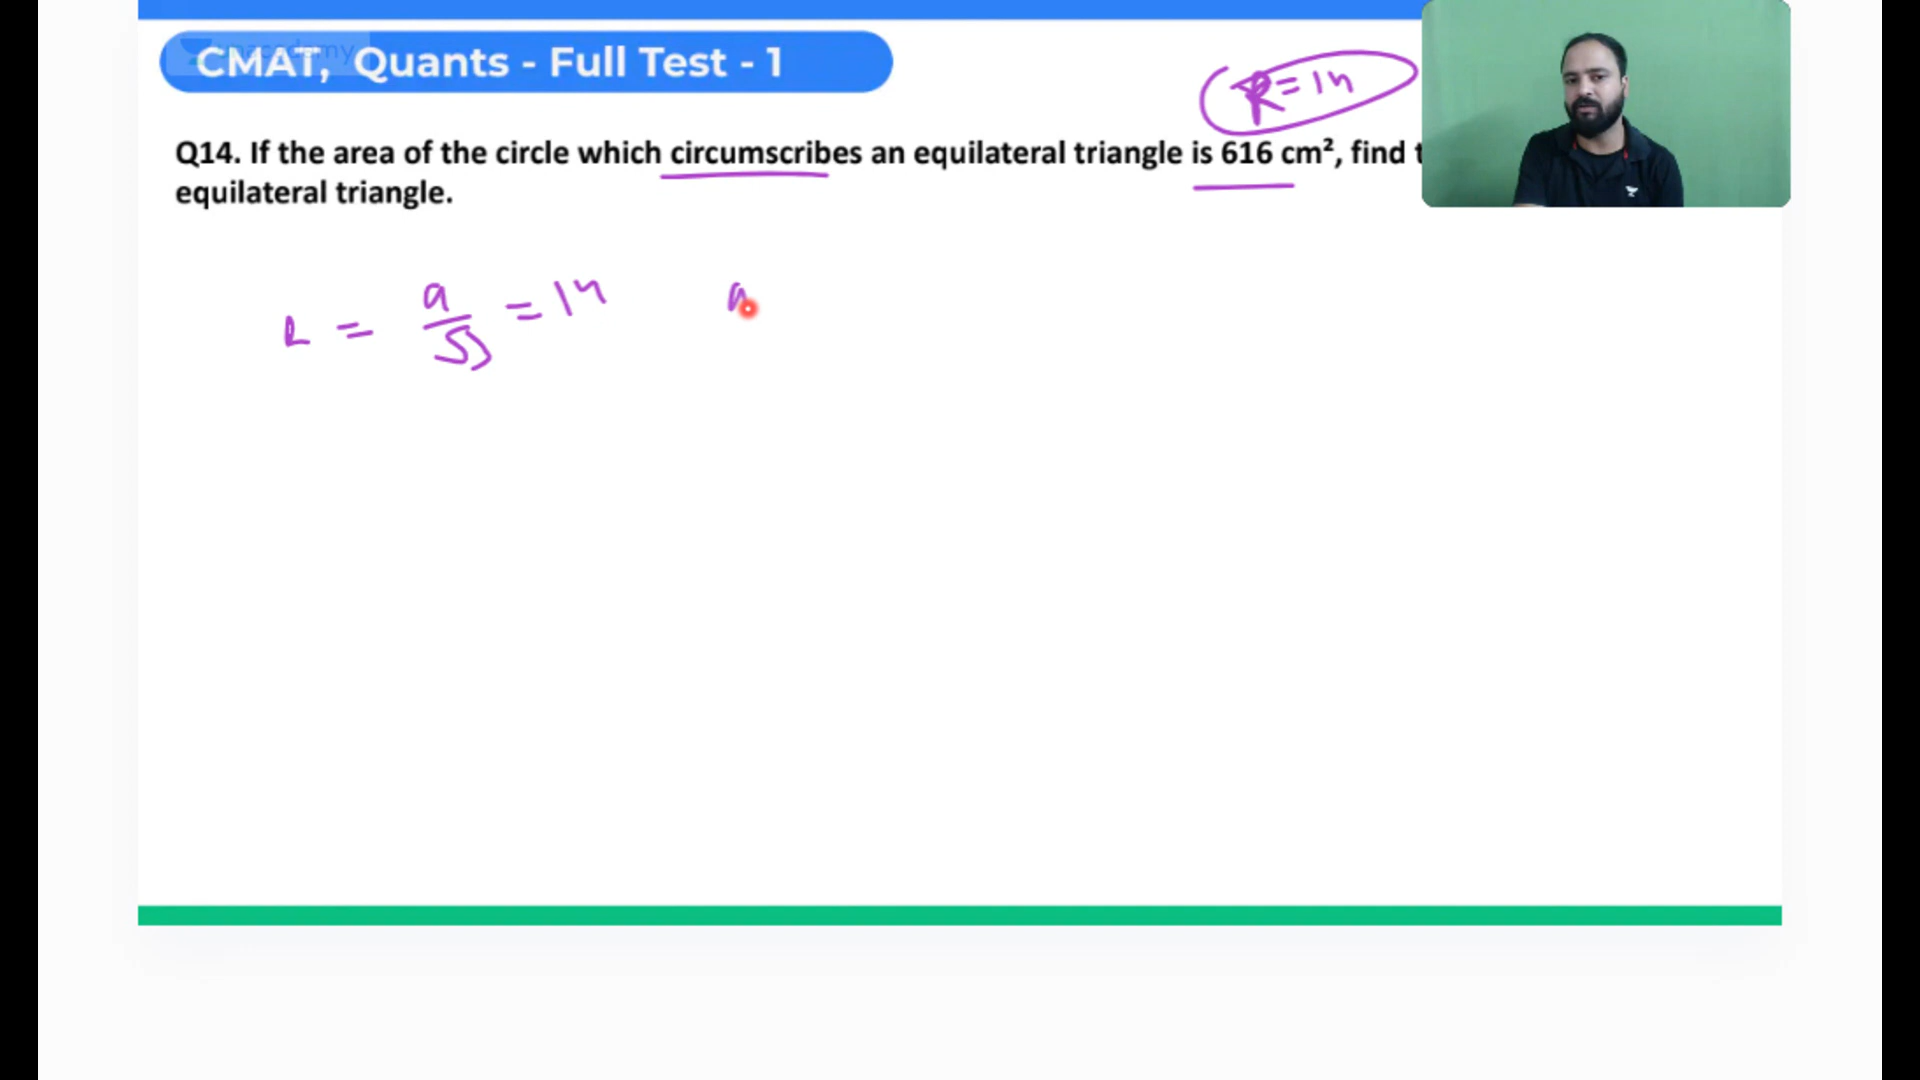 CMAT, Quants - Full Test - 1
R = 14
Q14. If the area of the circle which circumscribes an equilateral triangle is 616 cm², find
equilateral triangle.
R = a/√3 = 14 a